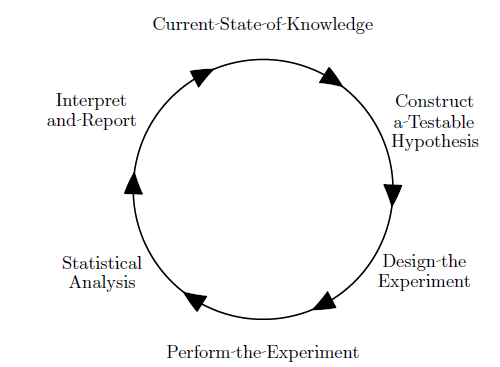 Current-State-of-Knowledge
Construct
a-Testable
Hypothesis
Design-the
Experiment
Perform-the-Experiment
Statistical
Analysis
Interpret
and-Report